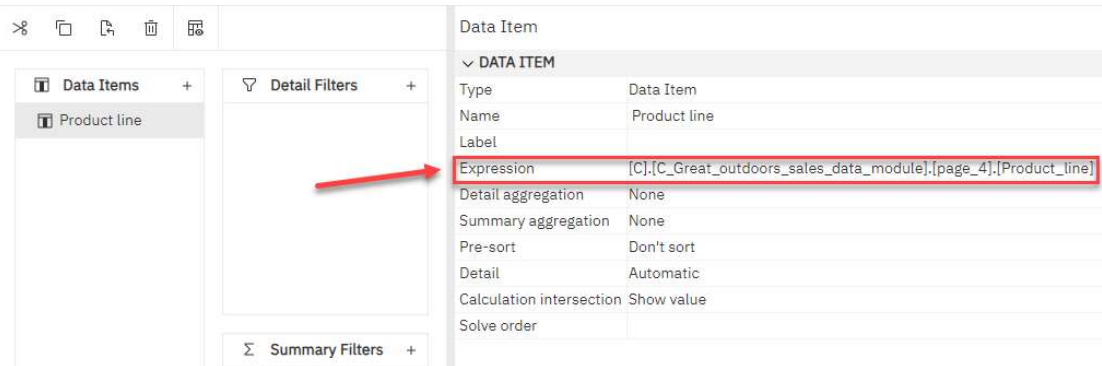 Data Items +
Product line
Detail Filters +
Σ Summary Filters +
Data Item
DATA ITEM
Type Data Item
Name Product line
Label
Expression [C].[C_Great_outdoors_sales_data_module].[page_4].[Product_line]
Detail aggregation None
Summary aggregation None
Pre-sort Don't sort
Detail Automatic
Calculation intersection Show value
Solve order